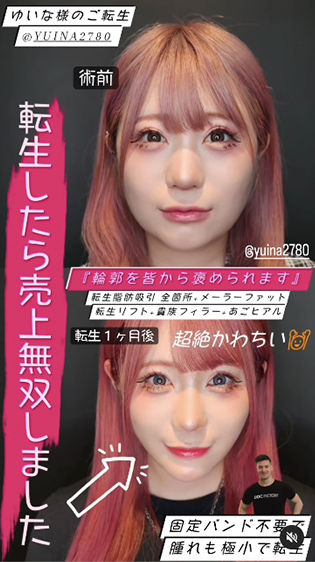 ゆいな様のご転生
@YUINA2780
術前
転生したら売上無双しました
@yuina2780
『輪郭を皆から褒められます』
転生脂肪吸引 全箇所+メーラーファット
転生リフト+貴族フィラー+あごヒアル
転生1ヶ月後
超絶かわちい🙆
固定バンド不要で
腫れも極小で転生